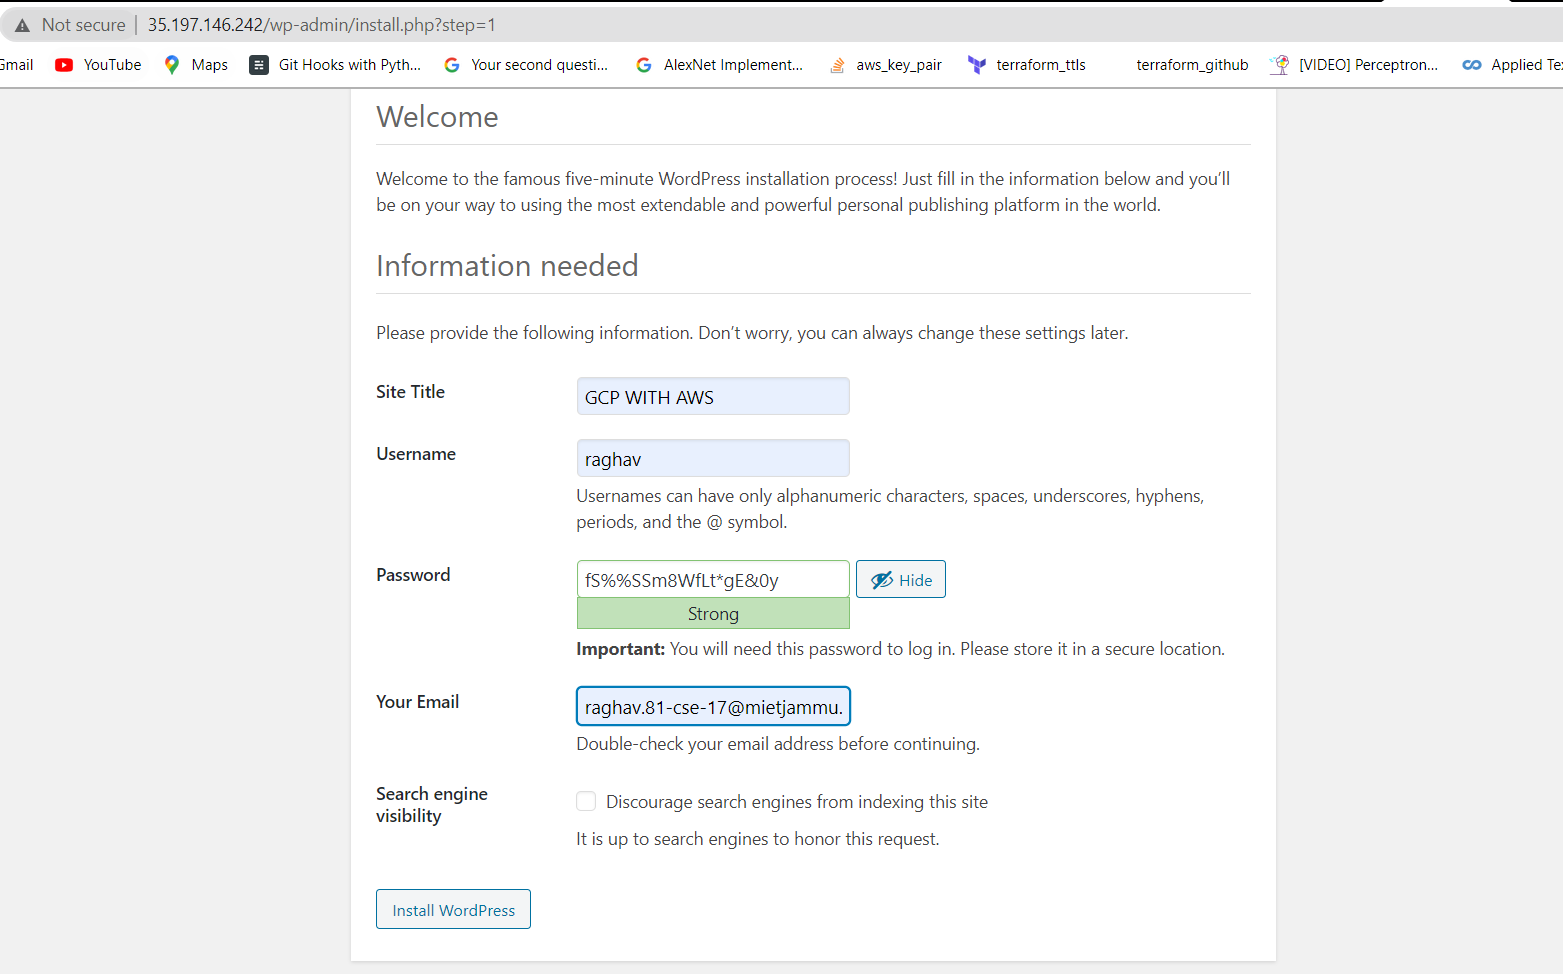 Not secure | 35.197.146.242/wp-admin/install.php?step=1
Gmail YouTube Maps Git Hooks with Pyth... Your second questi... AlexNet Implement... aws_key_pair terraform_ttls terraform_github [VIDEO] Perceptron... Applied Te
Welcome
Welcome to the famous five-minute WordPress installation process! Just fill in the information below and you’ll
be on your way to using the most extendable and powerful personal publishing platform in the world.
Information needed
Please provide the following information. Don’t worry, you can always change these settings later.
Site Title GCP WITH AWS
Username raghav
Usernames can have only alphanumeric characters, spaces, underscores, hyphens,
periods, and the @ symbol.
Password fS%%SSm8WfLt*gE&0y Hide
Strong
Important: You will need this password to log in. Please store it in a secure location.
Your Email raghav.81-cse-17@mietjammu.
Double-check your email address before continuing.
Search engine
visibility
Discourage search engines from indexing this site
It is up to search engines to honor this request.
Install WordPress